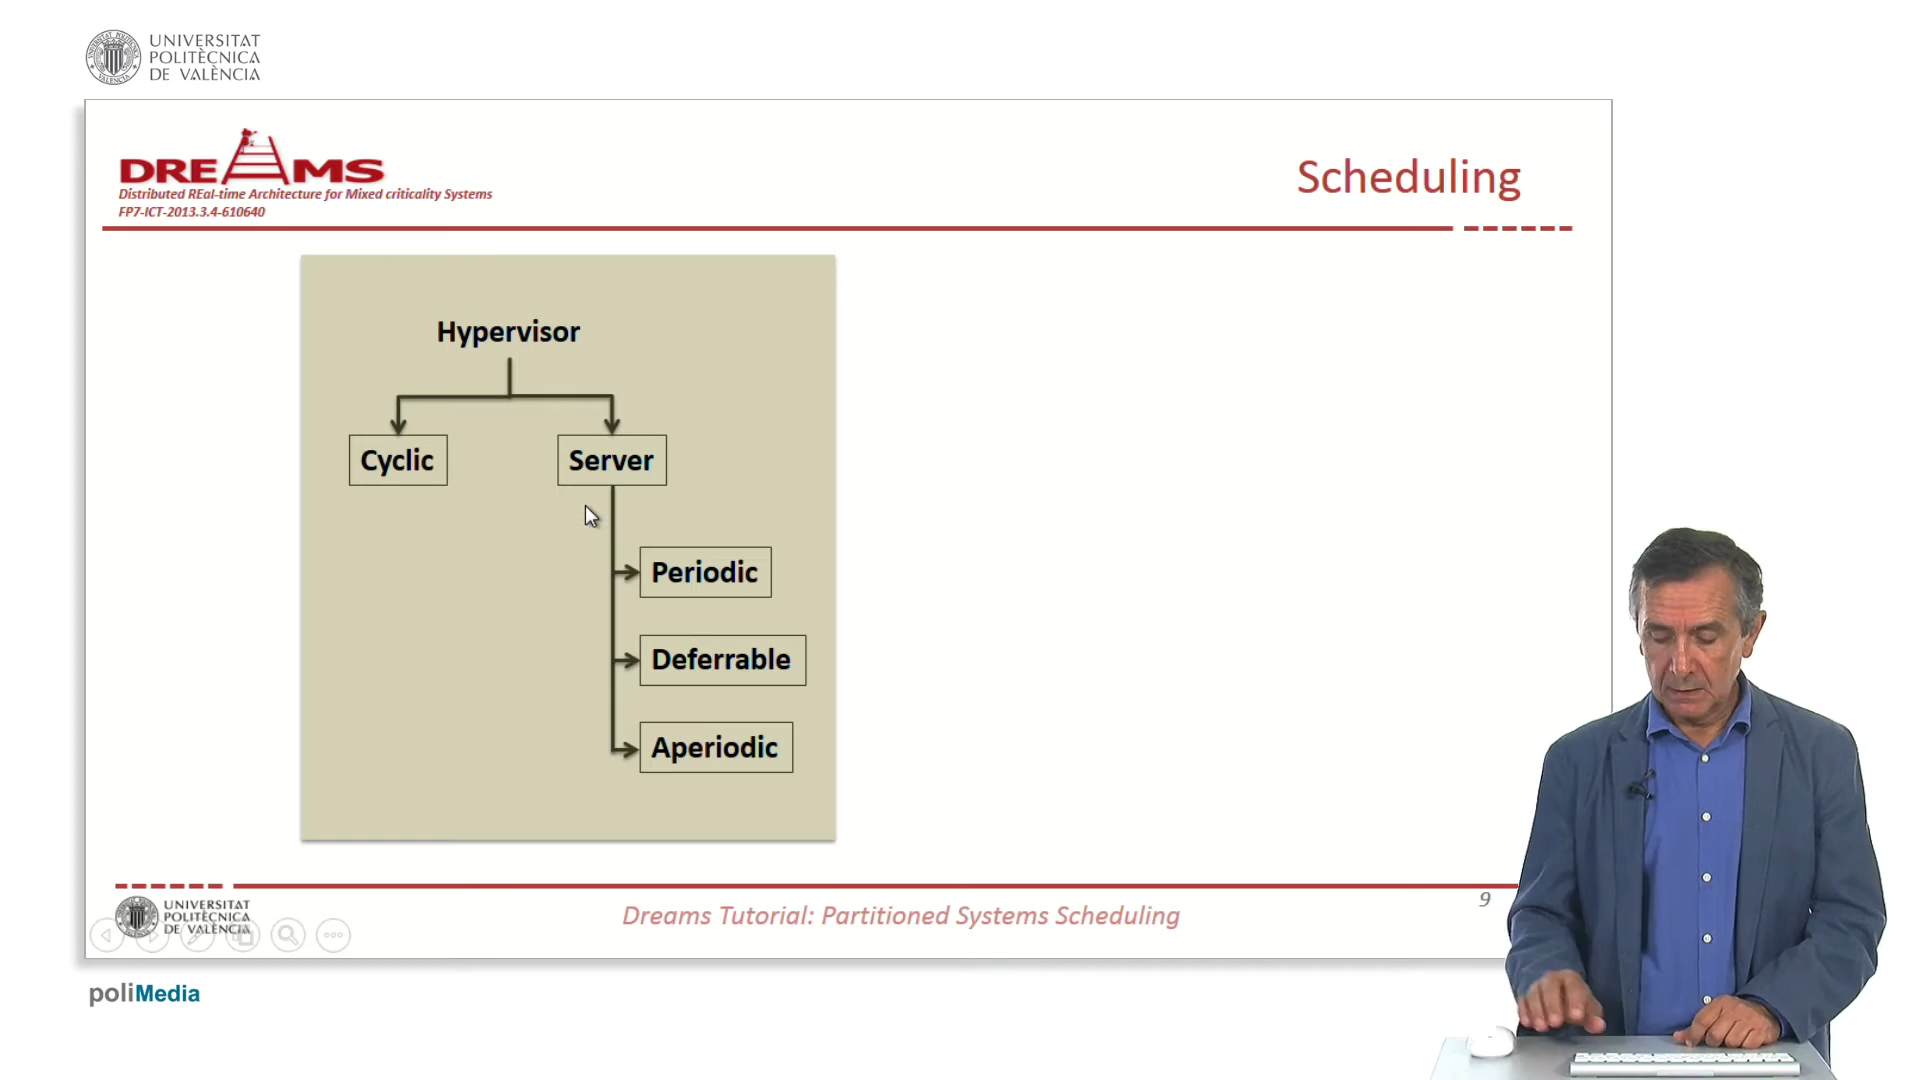 UNIVERSITAT
POLITÈCNICA
DE VALÈNCIA
DREAMS
Distributed REal-time Architecture for Mixed criticality Systems
FP7-ICT-2013.3.4-610640
Scheduling
Hypervisor
Cyclic
Server
Periodic
Deferrable
Aperiodic
UNIVERSITAT
POLITÈCNICA
DE VALÈNCIA
Dreams Tutorial: Partitioned Systems Scheduling
9
poliMedia